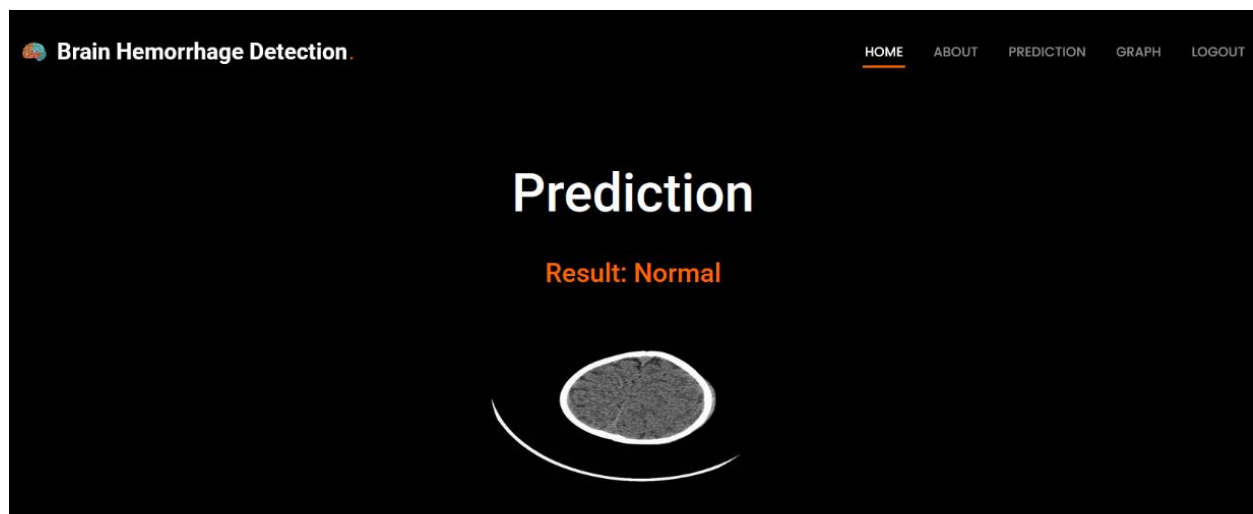 Brain Hemorrhage Detection.
HOME ABOUT PREDICTION GRAPH LOGOUT
Prediction
Result: Normal